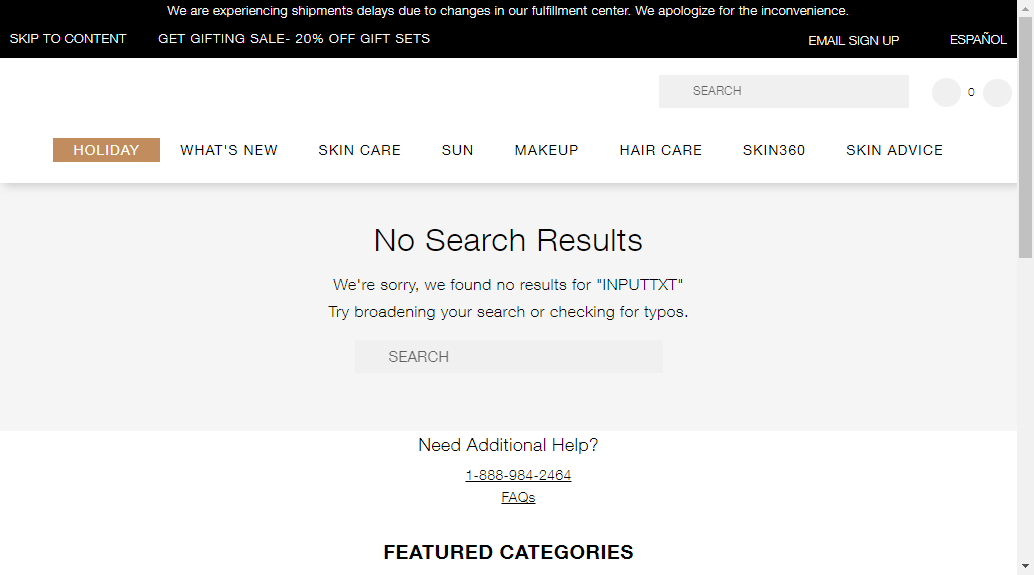 We are experiencing shipments delays due to changes in our fulfillment center. We apologize for the inconvenience.
SKIP TO CONTENT
GET GIFTING SALE- 20% OFF GIFT SETS
EMAIL SIGN UP
ESPAÑOL
SEARCH
0
HOLIDAY
WHAT'S NEW
SKIN CARE
SUN
MAKEUP
HAIR CARE
SKIN360
SKIN ADVICE
No Search Results
We're sorry, we found no results for "INPUTTXT"
Try broadening your search or checking for typos.
SEARCH
Need Additional Help?
1-888-984-2464
FAQs
FEATURED CATEGORIES